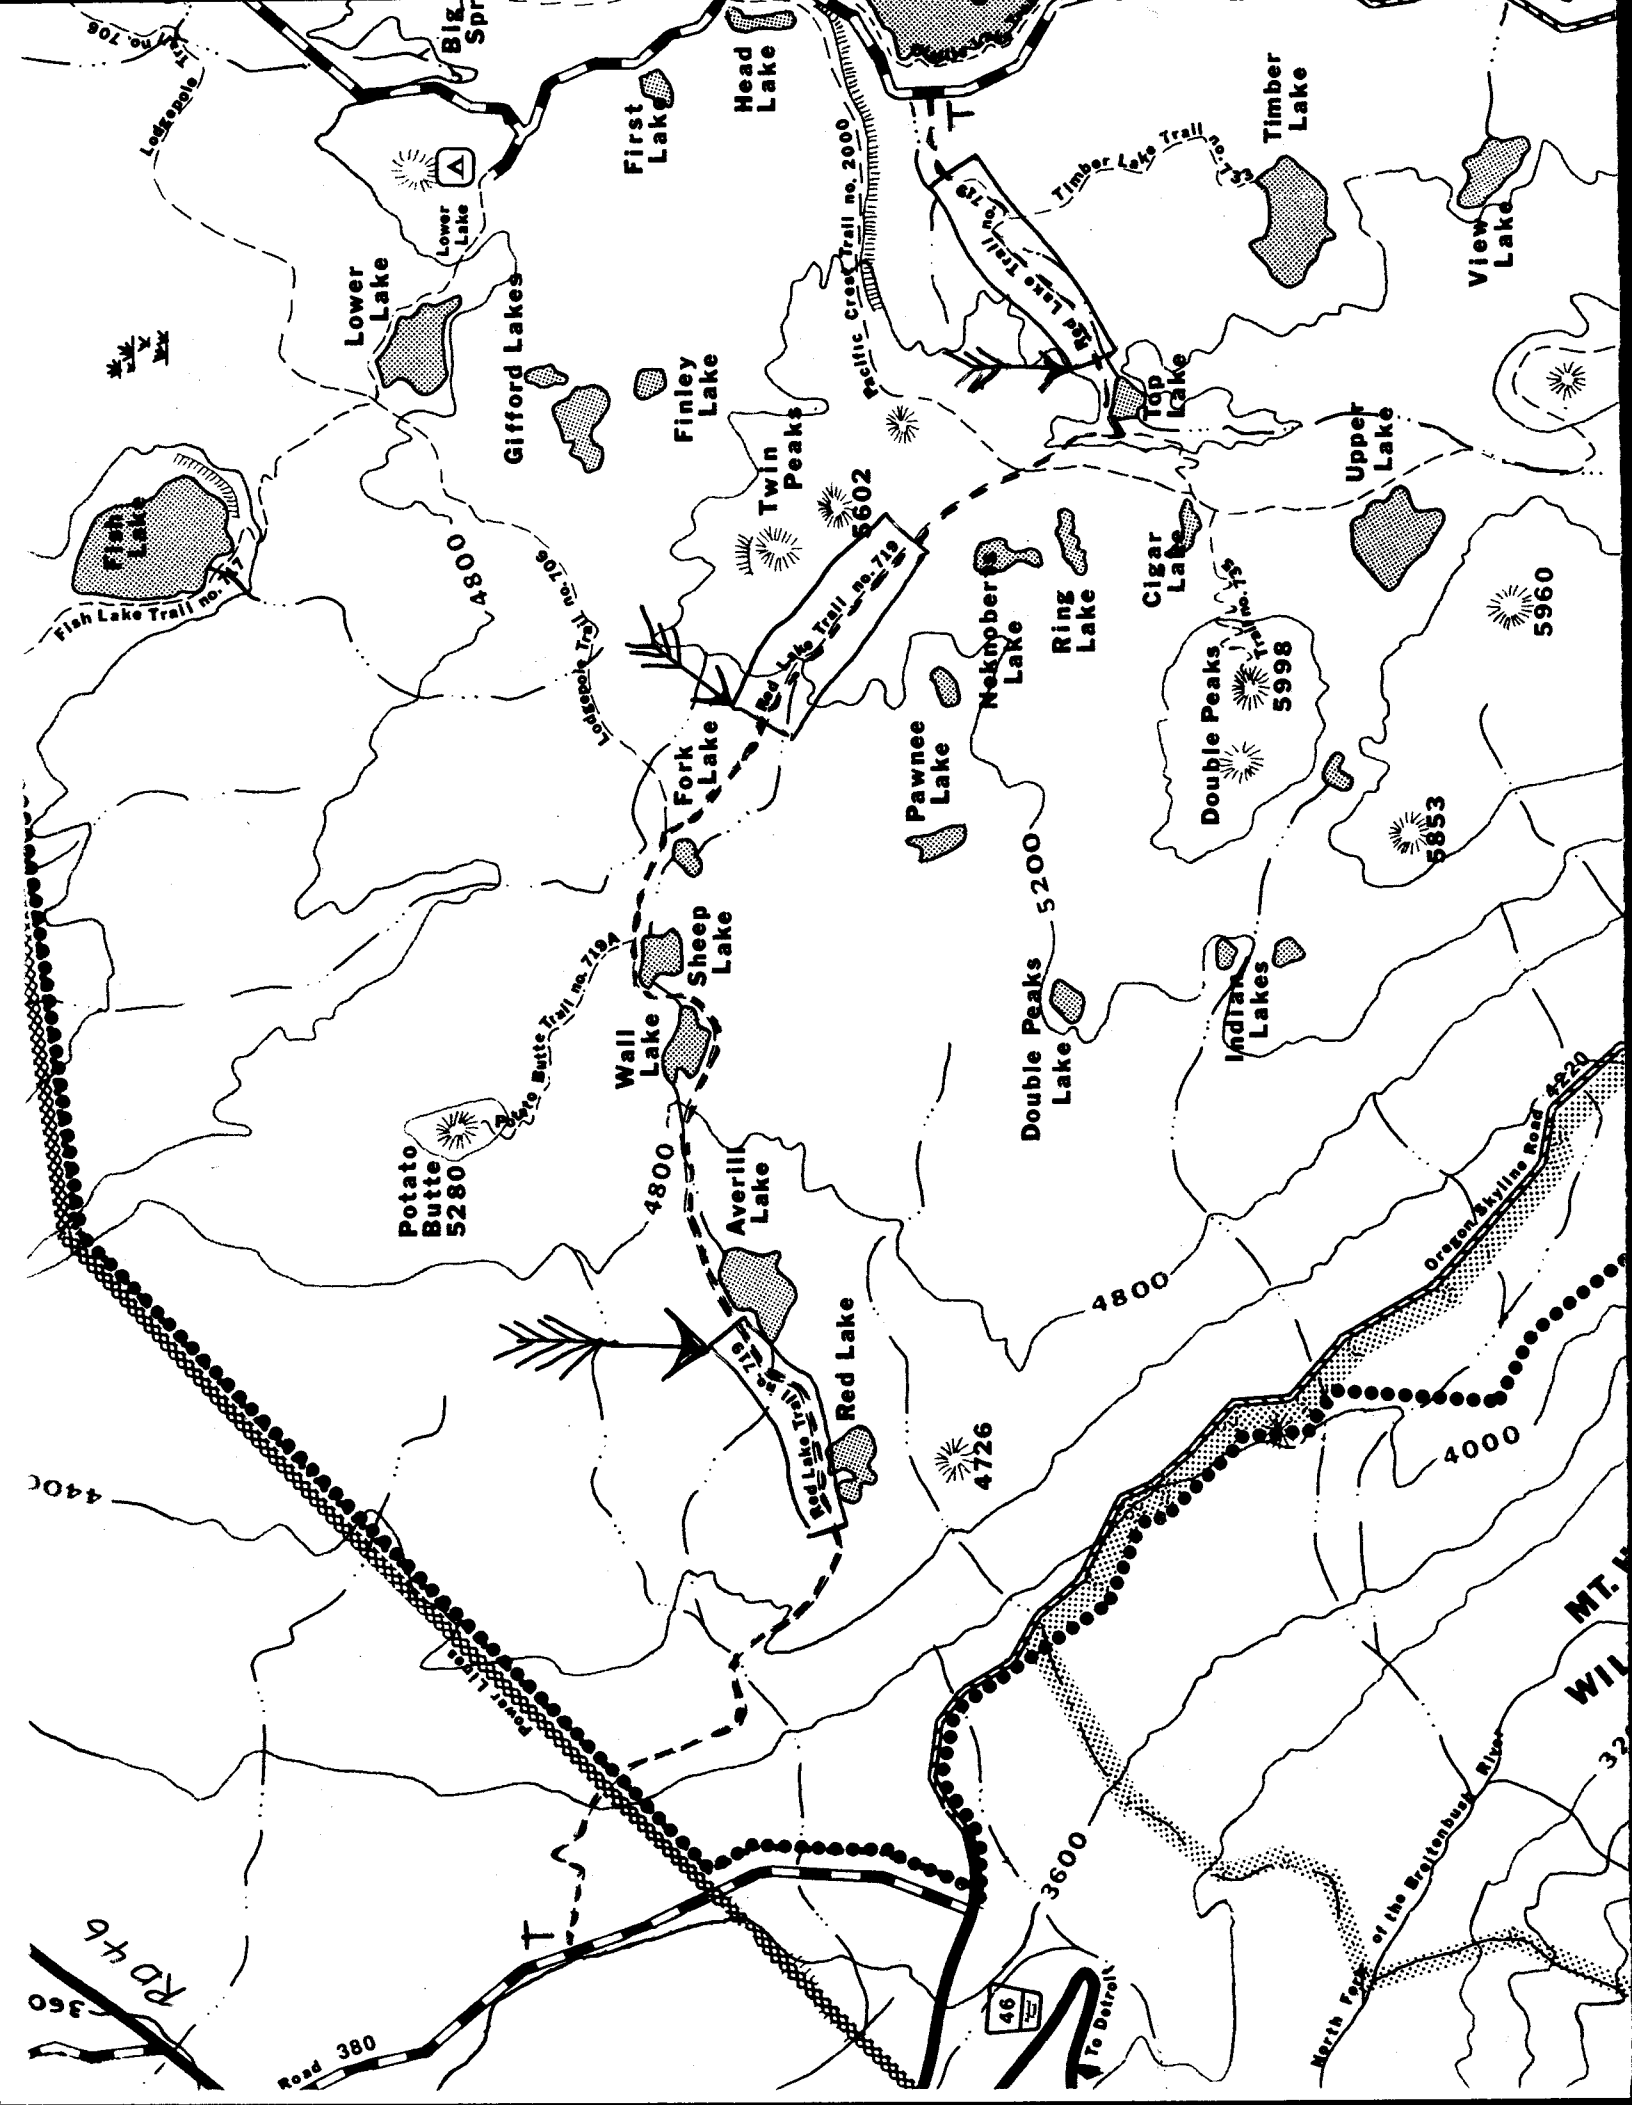 Trail no. 706
Lodgepole
Big
Spr
Head
Lake
First
Lake
Timber
Lake
Lower
Lake
Lower
Lake
Gifford Lakes
Finley
Lake
Twin
Peaks
5602
Pacific Crest Trail no. 2000
T
Red Lake Trail no. 719
Timber Lake Trail
no.
Top
Lake
View
Lake
Upper
Lake
Fish
Lake
Fish Lake Trail no. 717
4800
Lodgepole Trail no. 706
Red Lake Trail no. 719
Fork
Lake
Neknoberts
Lake
Ring
Lake
Cigar
Lake
Trail no. 735
Double Peaks
5998
5960
5853
Pawnee
Lake
5200
Sheep
Lake
Wall
Lake
Potato Butte Trail no. 719A
Potato
Butte
5280
4800
Averill
Lake
Double Peaks
Lake
Indian
Lakes
Red Lake Trail no. 719
Red Lake
4726
4800
Oregon Skyline Road 4220
4000
4400
Power Lines
T
RD 46
360
Road 380
3600
46
To Detroit
North Fork of the Breitenbush River
MT.
WIL